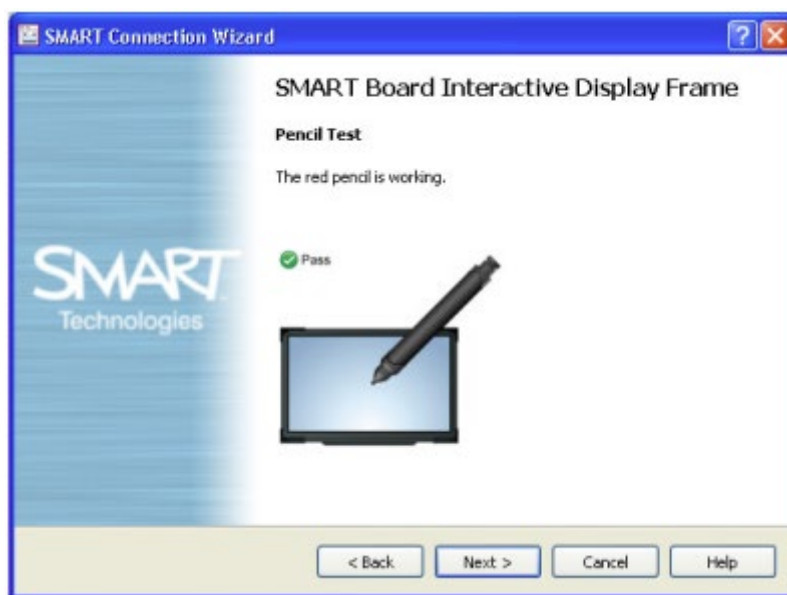 SMART Connection Wizard
SMART Board Interactive Display Frame
Pencil Test
The red pencil is working.
Pass
SMART
Technologies
< Back Next > Cancel Help